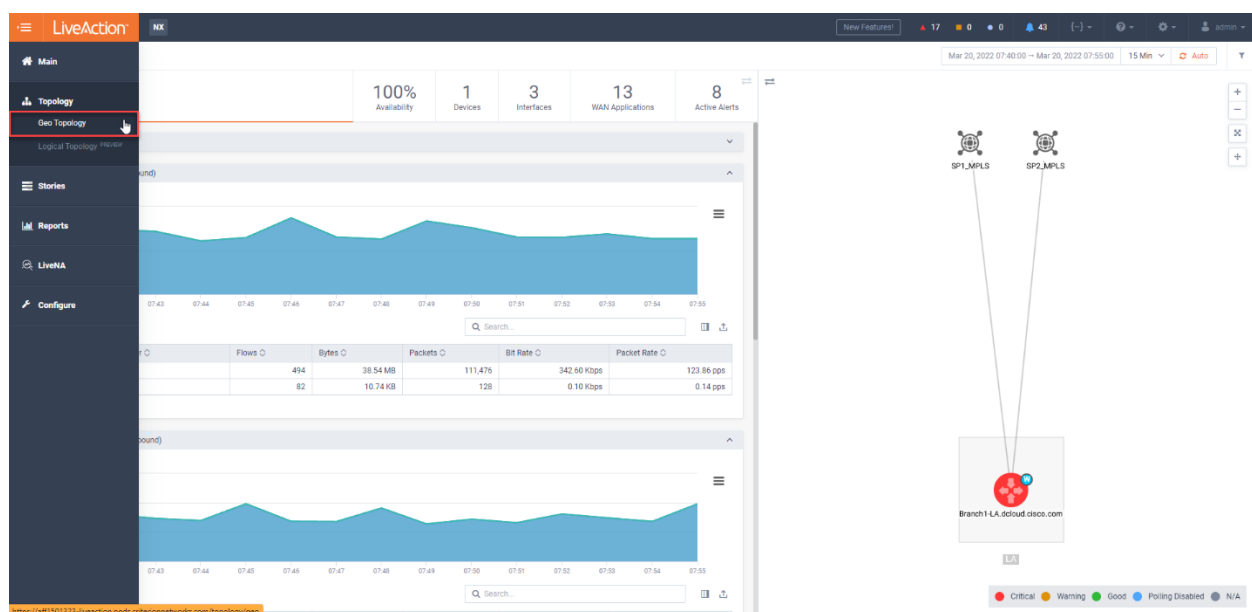 LiveAction
NX
New Features!
17
0
0
43
{--}
admin
Main
Topology
Geo Topology
Logical Topology PREVIEW
Stories
Reports
LiveNA
Configure
Mar 20, 2022 07:40:00 → Mar 20, 2022 07:55:00
15 Min
Auto
100%
Availability
1
Devices
3
Interfaces
13
WAN Applications
8
Active Alerts
07:43 07:44 07:45 07:46 07:47 07:48 07:49 07:50 07:51 07:52 07:53 07:54 07:55
Search...
Flows Bytes Packets Bit Rate Packet Rate
494 38.54 MB 111,476 342.60 Kbps 123.86 pps
82 10.74 KB 128 0.10 Kbps 0.14 pps
07:43 07:44 07:45 07:46 07:47 07:48 07:49 07:50 07:51 07:52 07:53 07:54 07:55
Search...
SP1_MPLS
SP2_MPLS
W
Branch1-LA.dcloud.cisco.com
LA
Critical Warning Good Polling Disabled N/A